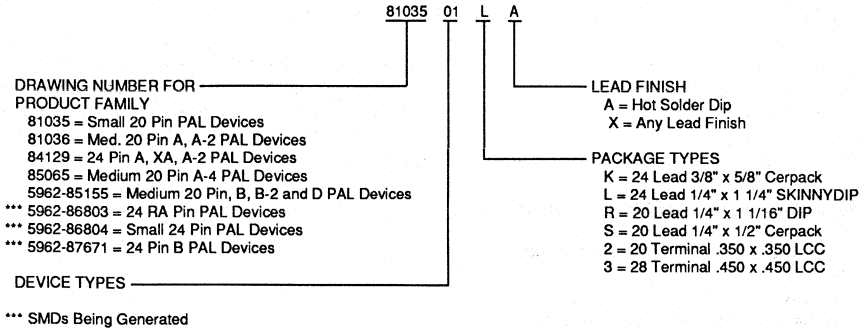 81035 01 L A
DRAWING NUMBER FOR
PRODUCT FAMILY
81035 = Small 20 Pin PAL Devices
81036 = Med. 20 Pin A, A-2 PAL Devices
84129 = 24 Pin A, XA, A-2 PAL Devices
85065 = Medium 20 Pin A-4 PAL Devices
5962-85155 = Medium 20 Pin, B, B-2 and D PAL Devices
*** 5962-86803 = 24 RA Pin PAL Devices
*** 5962-86804 = Small 24 Pin PAL Devices
*** 5962-87671 = 24 Pin B PAL Devices
DEVICE TYPES
*** SMDs Being Generated
LEAD FINISH
A = Hot Solder Dip
X = Any Lead Finish
PACKAGE TYPES
K = 24 Lead 3/8" x 5/8" Cerpack
L = 24 Lead 1/4" x 1 1/4" SKINNYDIP
R = 20 Lead 1/4" x 1 1/16" DIP
S = 20 Lead 1/4" x 1/2" Cerpack
2 = 20 Terminal .350 x .350 LCC
3 = 28 Terminal .450 x .450 LCC